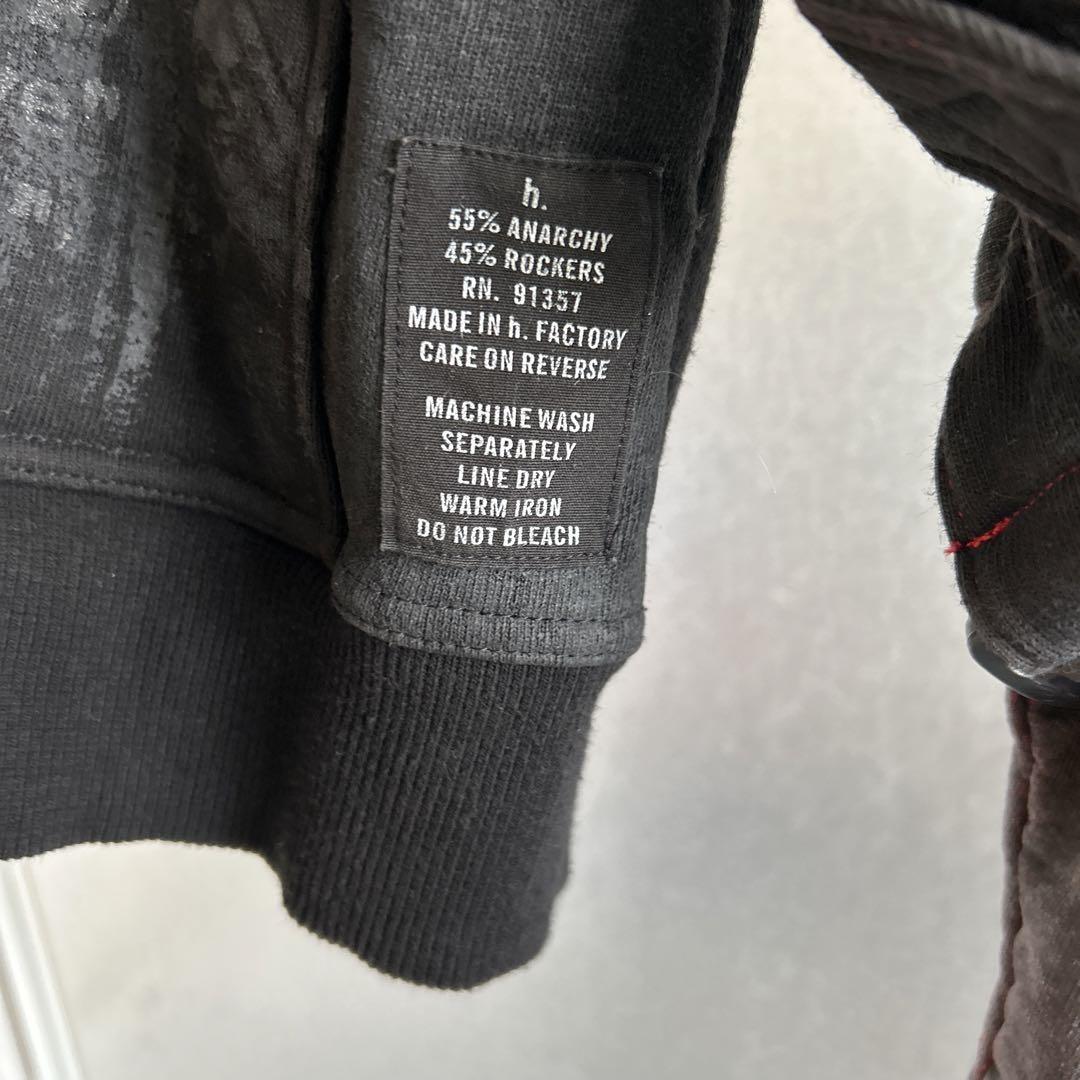 h.
55% ANARCHY
45% ROCKERS
RN. 91357
MADE IN h. FACTORY
CARE ON REVERSE
MACHINE WASH
SEPARATELY
LINE DRY
WARM IRON
DO NOT BLEACH